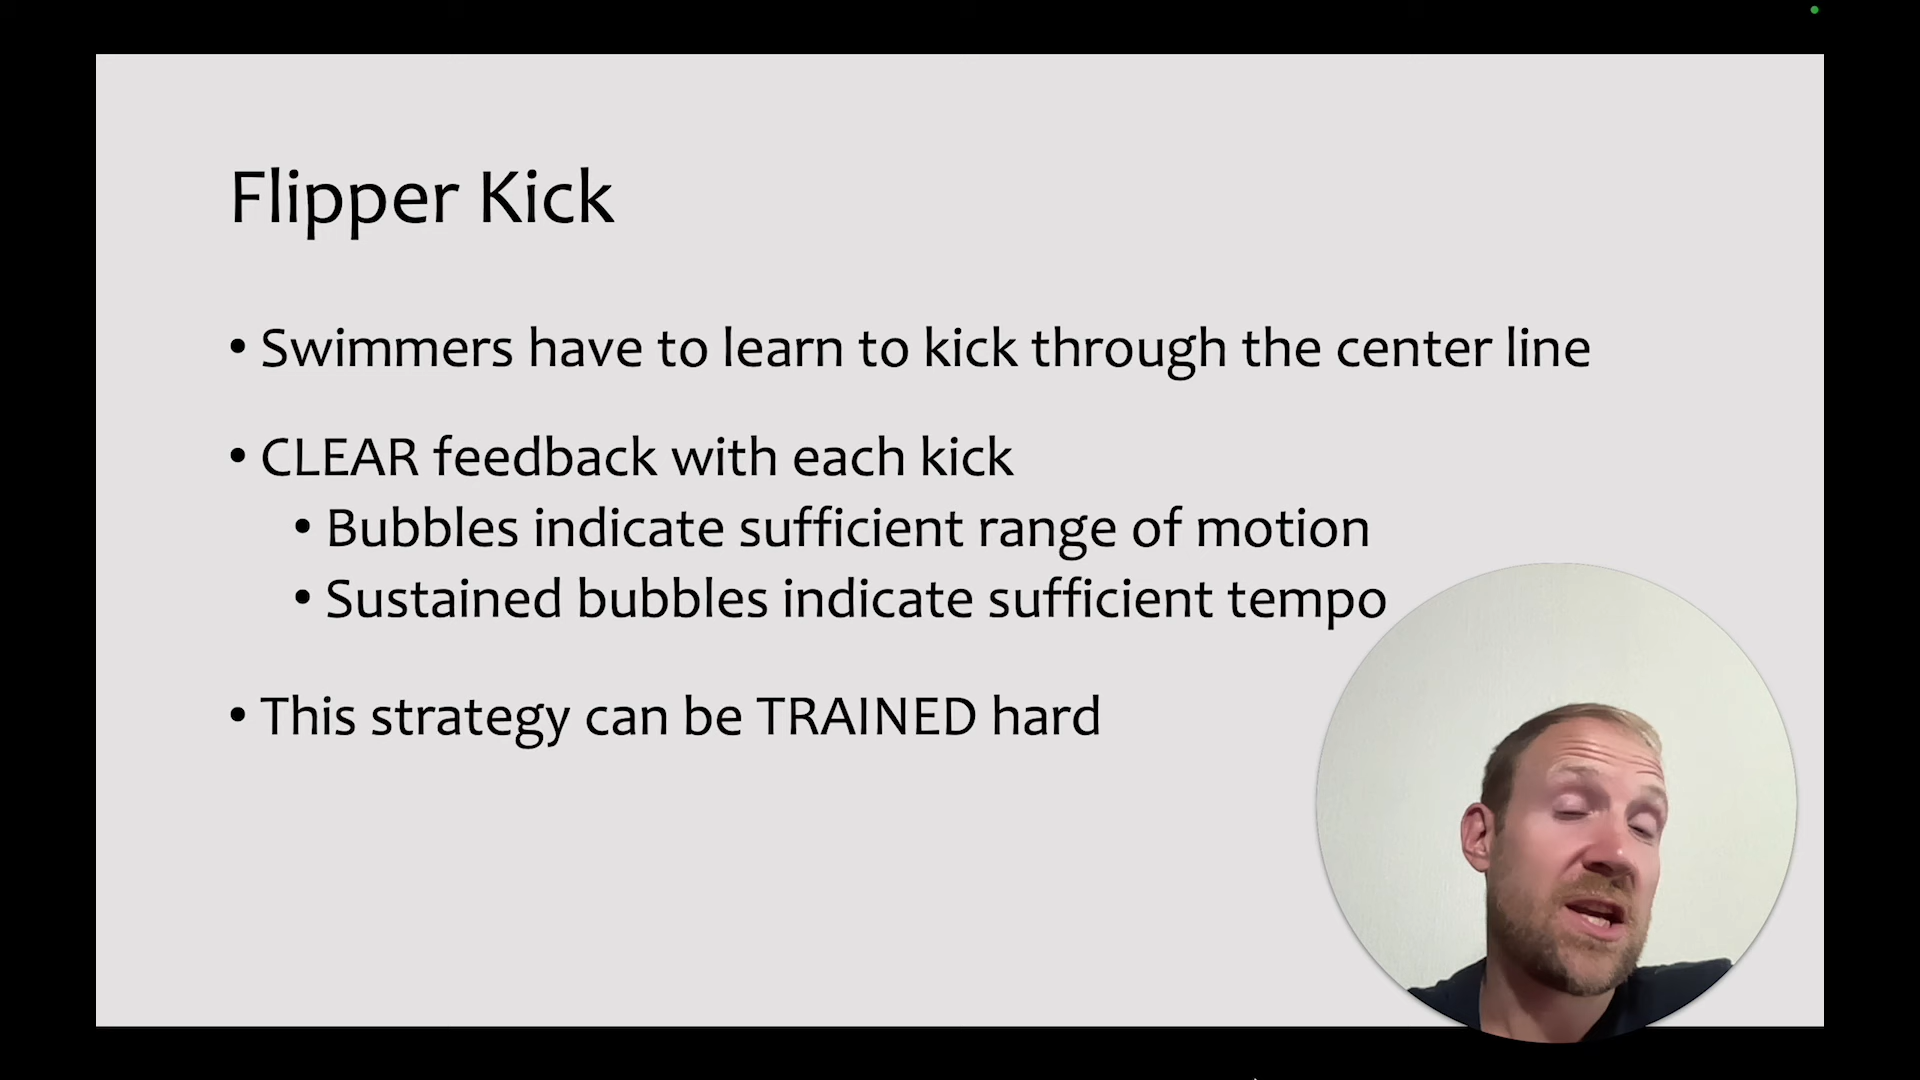 Flipper Kick
• Swimmers have to learn to kick through the center line
• CLEAR feedback with each kick
• Bubbles indicate sufficient range of motion
• Sustained bubbles indicate sufficient tempo
• This strategy can be TRAINED hard